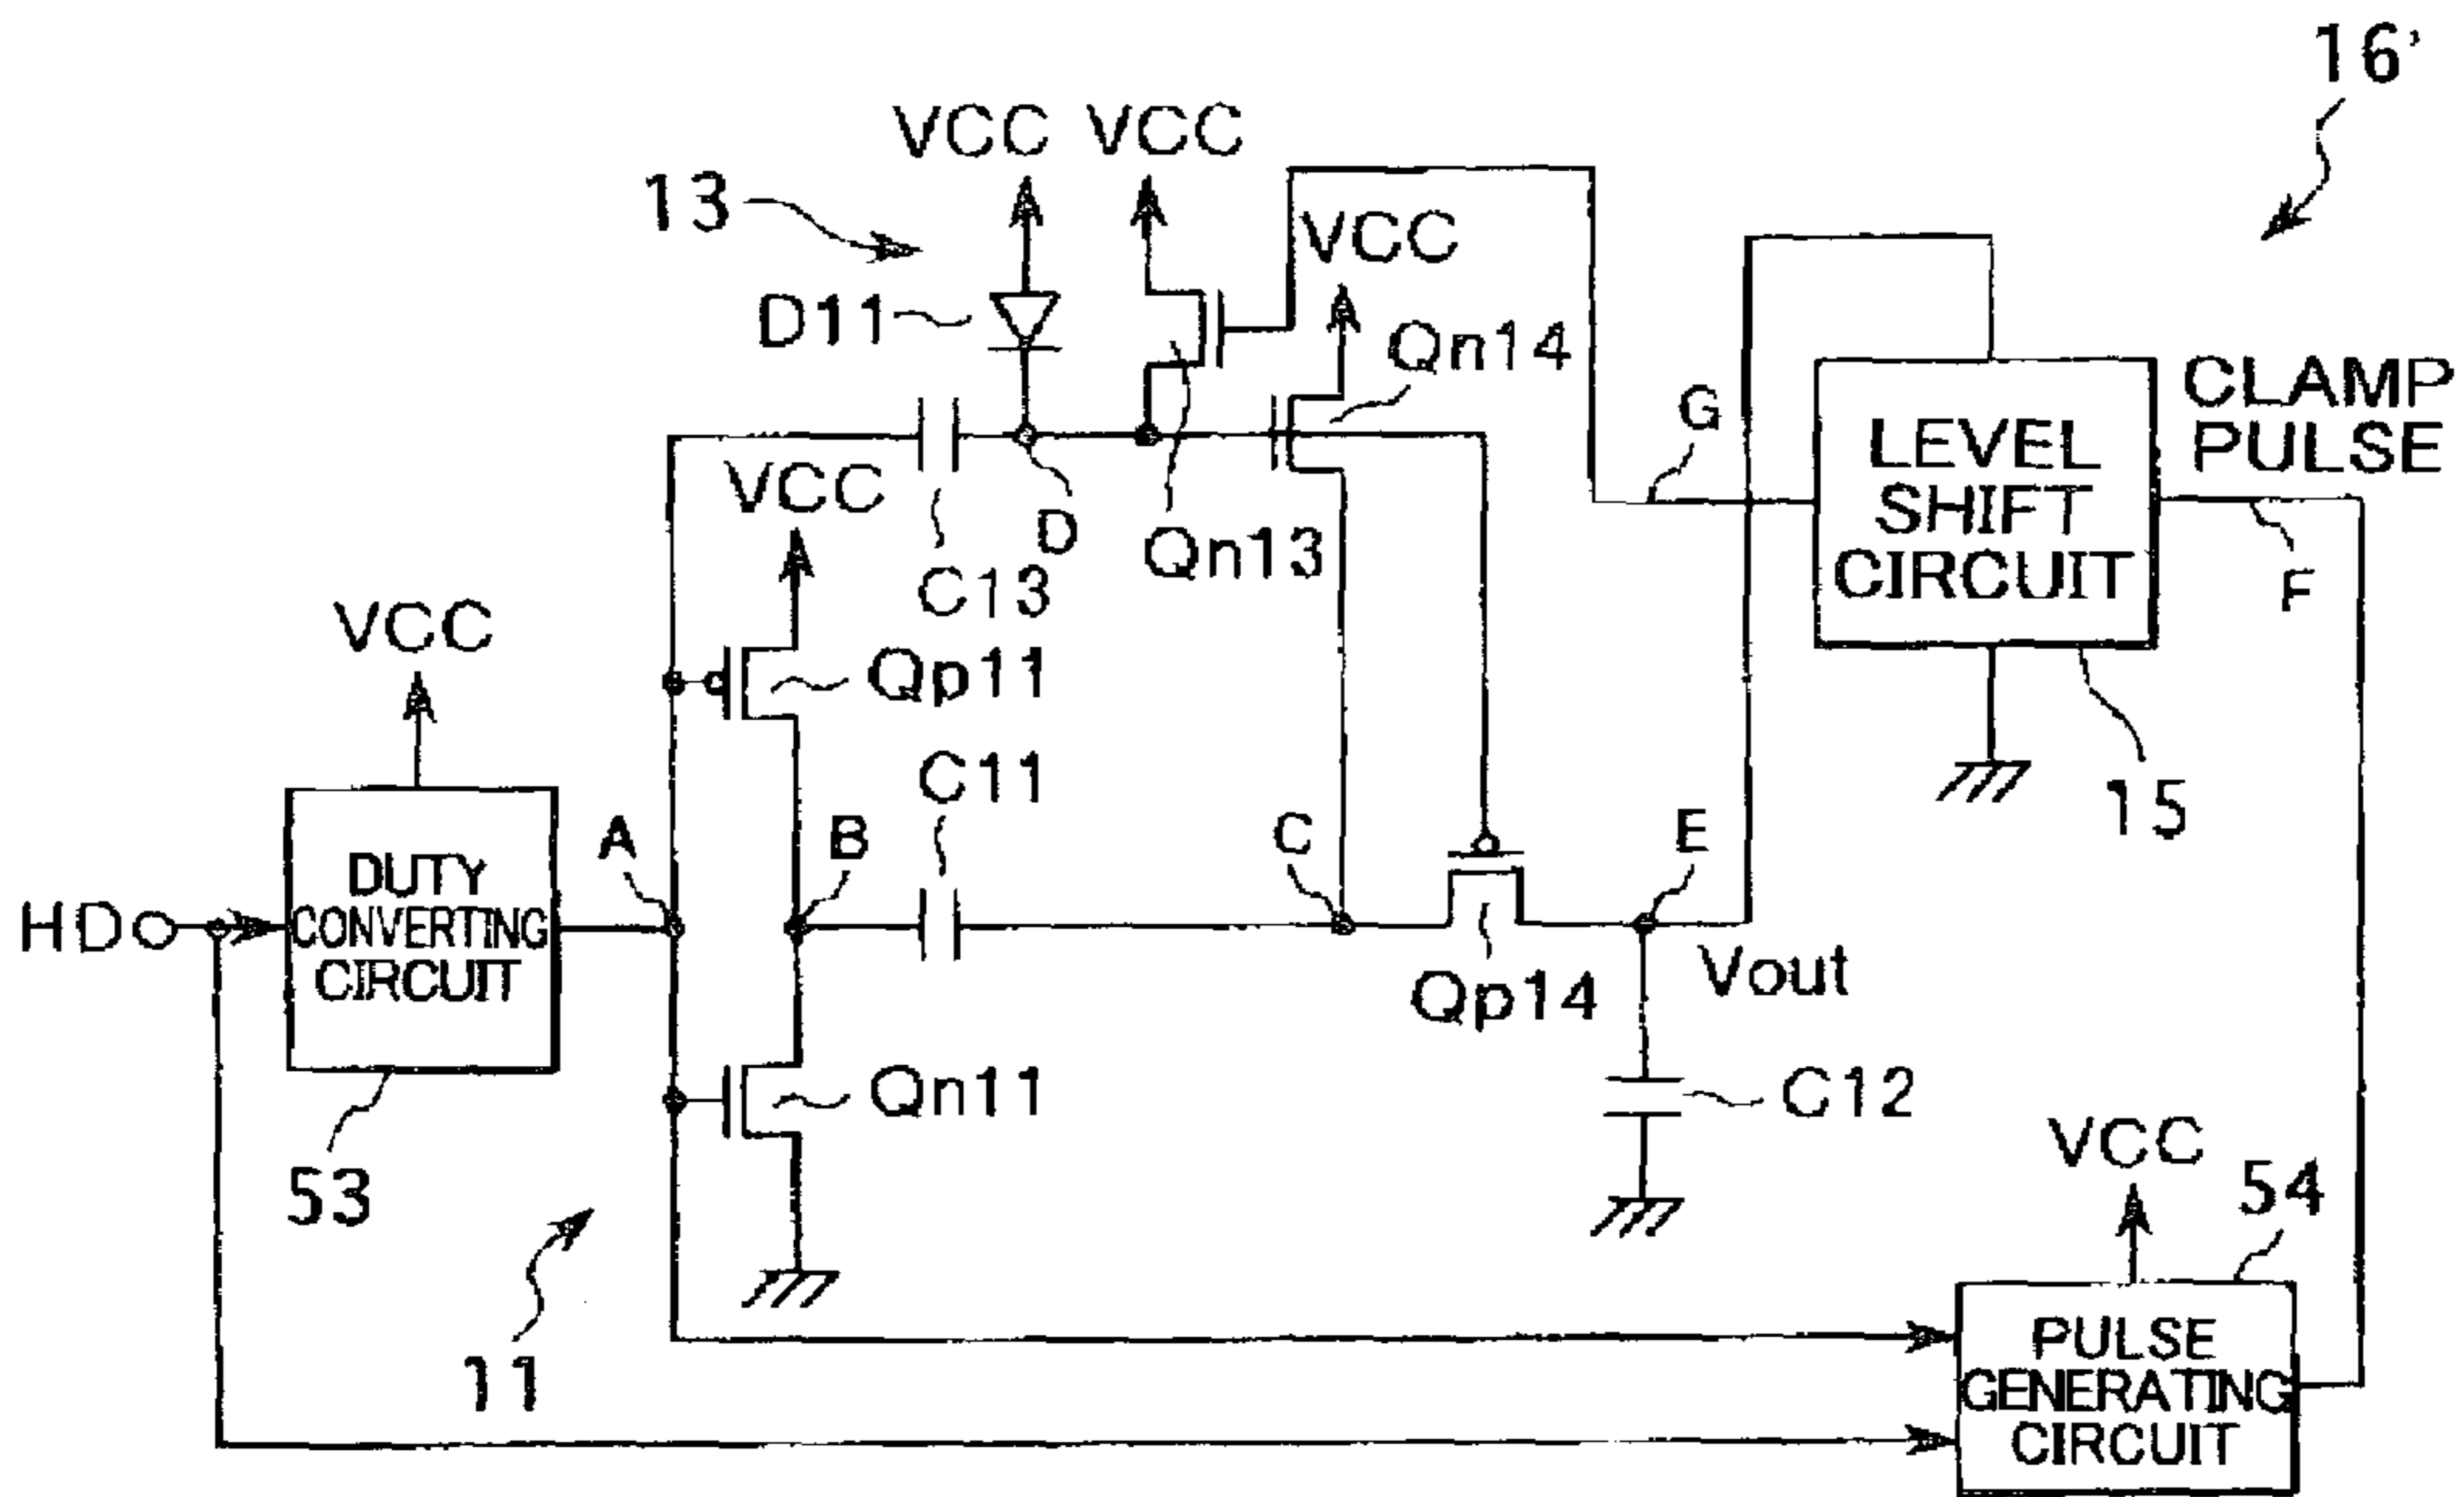 16'
VCC VCC
13
VCC
D11
Qn14
CLAMP
PULSE
G
LEVEL
SHIFT
CIRCUIT
VCC
D
Qn13
C13
F
VCC
Qp11
C11
15
A
B
C
E
DUTY
CONVERTING
CIRCUIT
HD
Vout
Qp14
Qn11
C12
53
VCC
54
11
PULSE
GENERATING
CIRCUIT